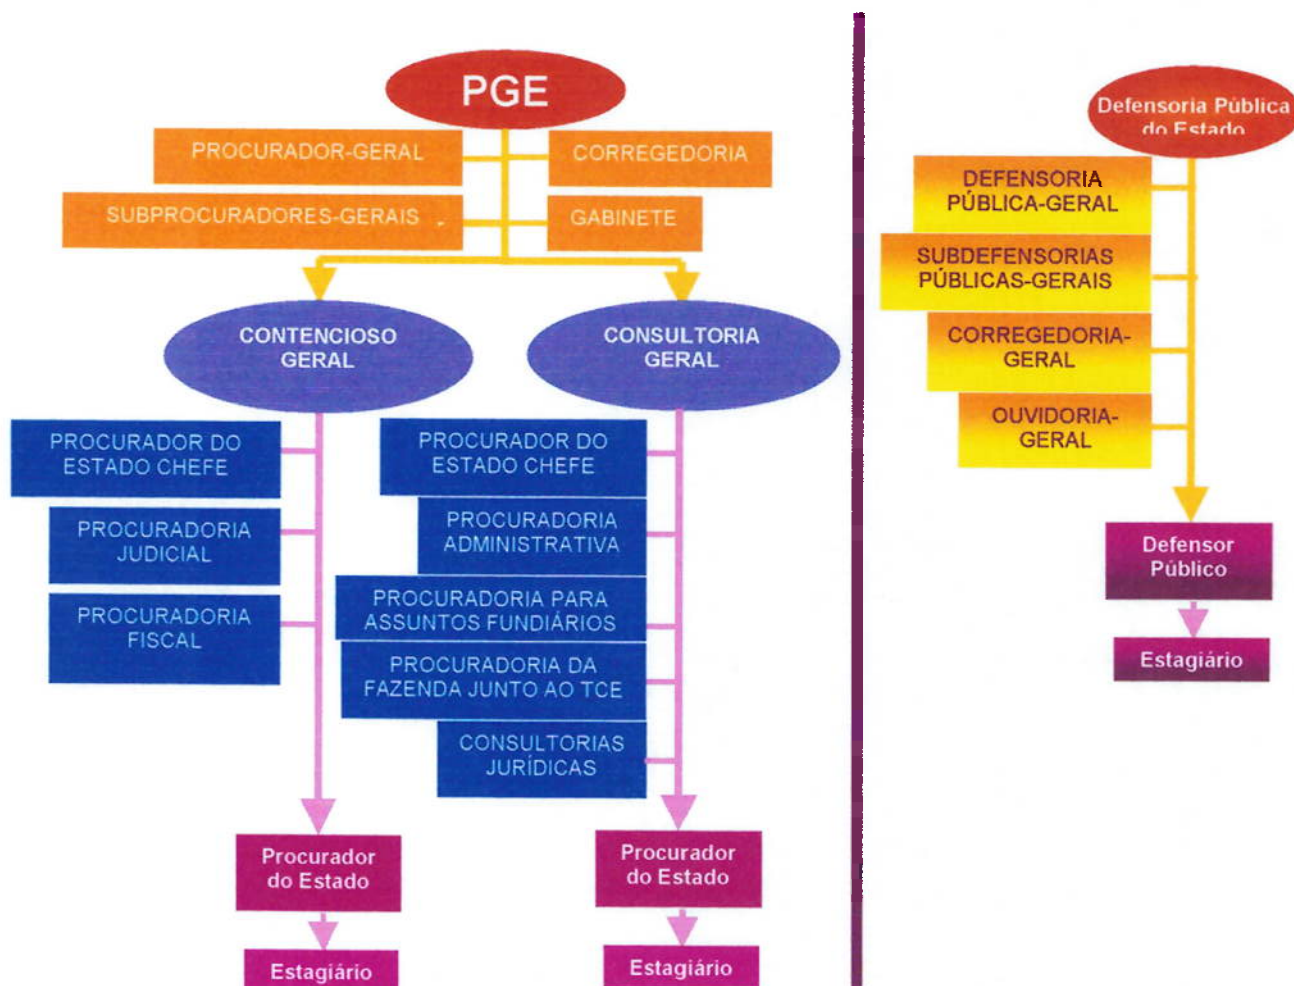 PGE
PROCURADOR-GERAL
CORREGEDORIA
SUBPROCURADORES-GERAIS
GABINETE
CONTENCIOSO
GERAL
CONSULTORIA
GERAL
PROCURADOR DO
ESTADO CHEFE
PROCURADORIA
JUDICIAL
PROCURADORIA
FISCAL
PROCURADOR DO
ESTADO CHEFE
PROCURADORIA
ADMINISTRATIVA
PROCURADORIA PARA
ASSUNTOS FUNDIÁRIOS
PROCURADORIA DA
FAZENDA JUNTO AO TCE
CONSULTORIAS
JURÍDICAS
Procurador
do Estado
Estagiário
Procurador
do Estado
Estagiário
Defensoria Pública
do Estado
DEFENSORIA
PÚBLICA-GERAL
SUBDEFENSORIAS
PÚBLICAS-GERAIS
CORREGEDORIA-
GERAL
OUVIDORIA-
GERAL
Defensor
Público
Estagiário